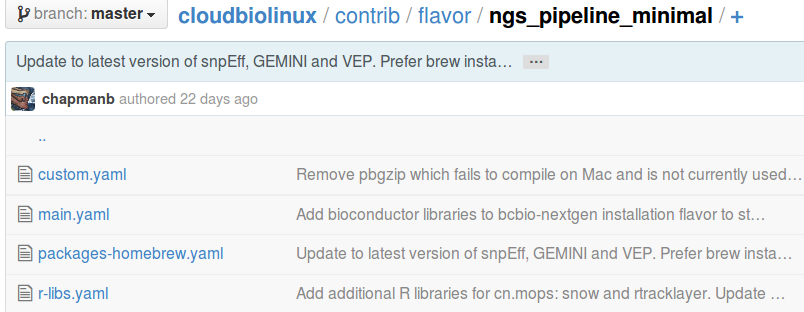 branch: master cloudbiolinux / contrib / flavor / ngs_pipeline_minimal / +
Update to latest version of snpEff, GEMINI and VEP. Prefer brew insta… ...
chapmanb authored 22 days ago
..
custom.yaml Remove pbgzip which fails to compile on Mac and is not currently used…
main.yaml Add bioconductor libraries to bcbio-nextgen installation flavor to st…
packages-homebrew.yaml Update to latest version of snpEff, GEMINI and VEP. Prefer brew insta…
r-libs.yaml Add additional R libraries for cn.mops: snow and rtracklayer. Update …